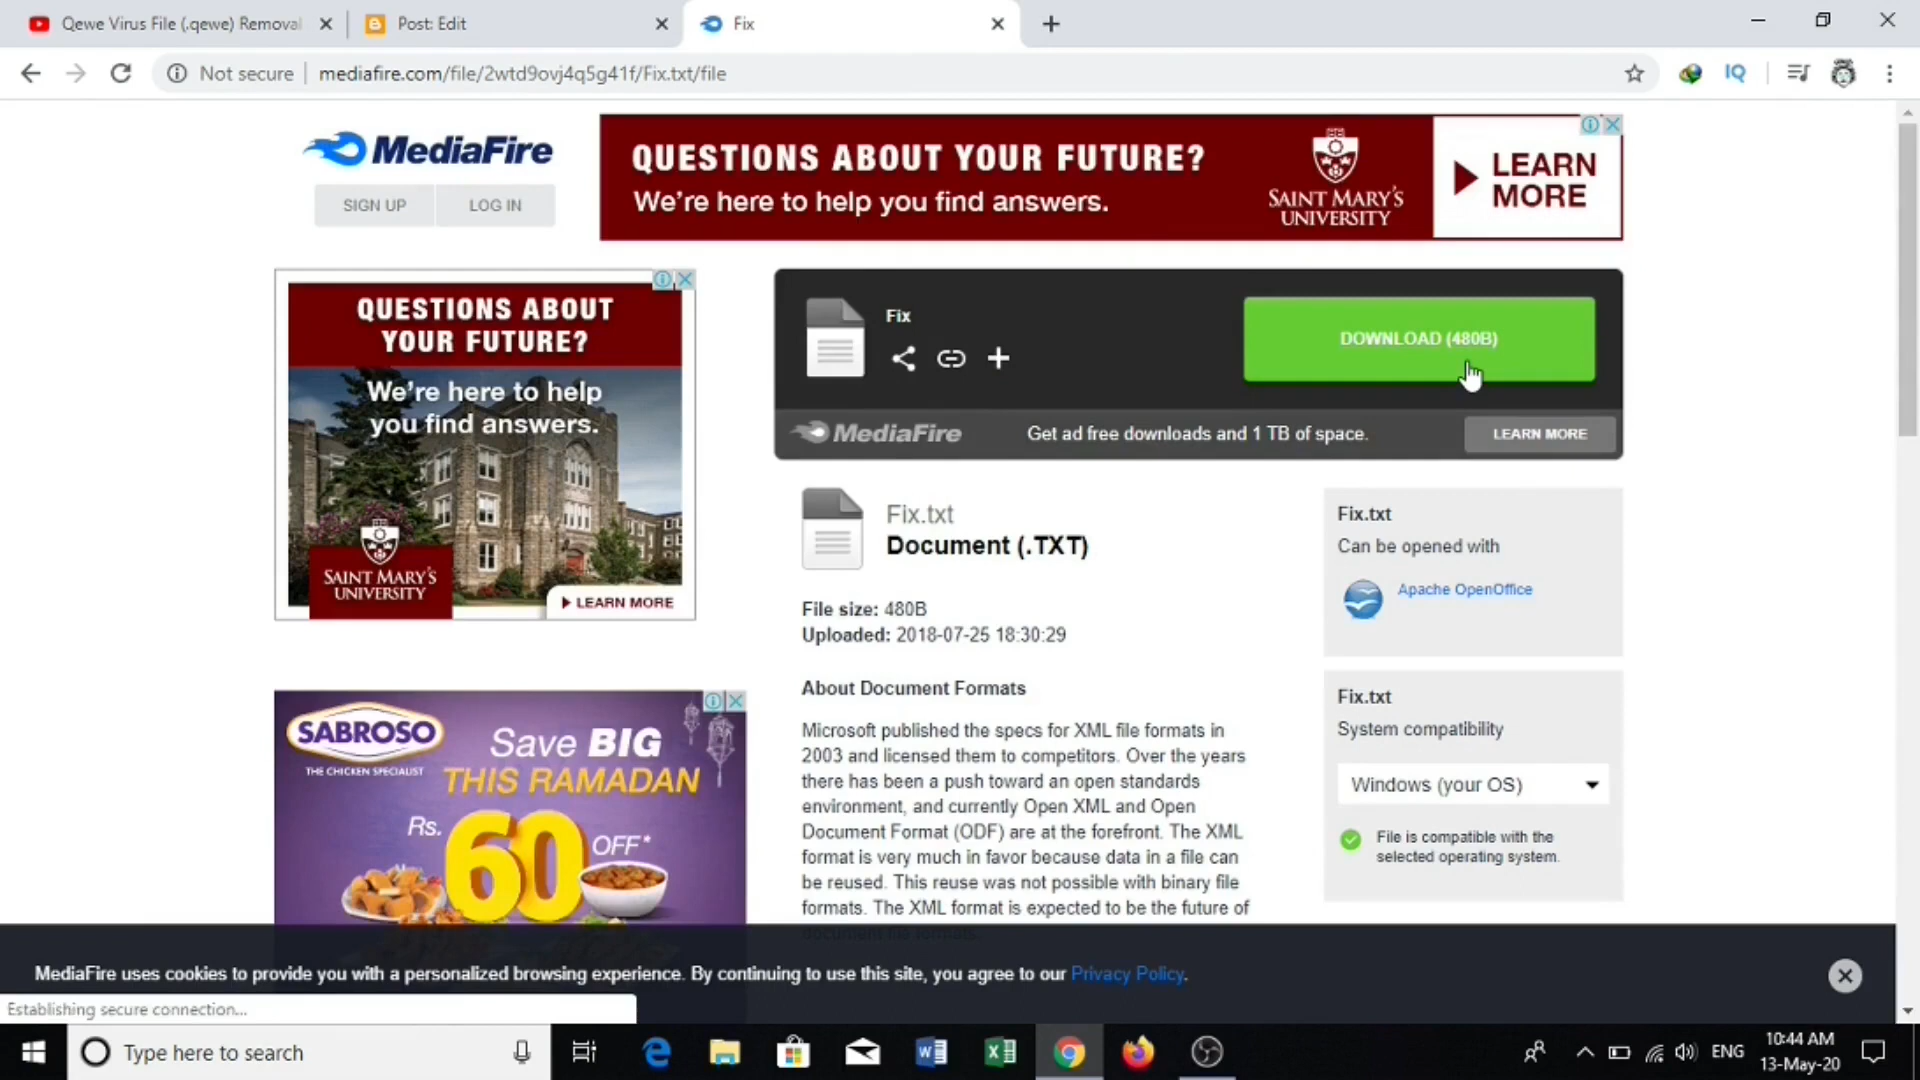 Qewe Virus File (.qewe) Removal
Post: Edit
Fix
Not secure
mediafire.com/file/2wtd9ovj4q5g41f/Fix.txt/file
IQ
MediaFire
SIGN UP
LOG IN
QUESTIONS ABOUT YOUR FUTURE?
We're here to help you find answers.
SAINT MARY'S
UNIVERSITY
LEARN
MORE
QUESTIONS ABOUT
YOUR FUTURE?
We're here to help
you find answers.
SAINT MARY'S
UNIVERSITY
LEARN MORE
Fix
DOWNLOAD (480B)
MediaFire
Get ad free downloads and 1 TB of space.
LEARN MORE
Fix.txt
Document (.TXT)
File size: 480B
Uploaded: 2018-07-25 18:30:29
About Document Formats
Microsoft published the specs for XML file formats in
2003 and licensed them to competitors. Over the years
there has been a push toward an open standards
environment, and currently Open XML and Open
Document Format (ODF) are at the forefront. The XML
format is very much in favor because data in a file can
be reused. This reuse was not possible with binary file
formats. The XML format is expected to be the future of
document file formats.
Fix.txt
Can be opened with
Apache OpenOffice
Fix.txt
System compatibility
Windows (your OS)
File is compatible with the
selected operating system.
SABROSO
THE CHICKEN SPECIALIST
Save BIG
THIS RAMADAN
Rs.
60
OFF*
MediaFire uses cookies to provide you with a personalized browsing experience. By continuing to use this site, you agree to our Privacy Policy.
Establishing secure connection...
Type here to search
ENG
10:44 AM
13-May-20